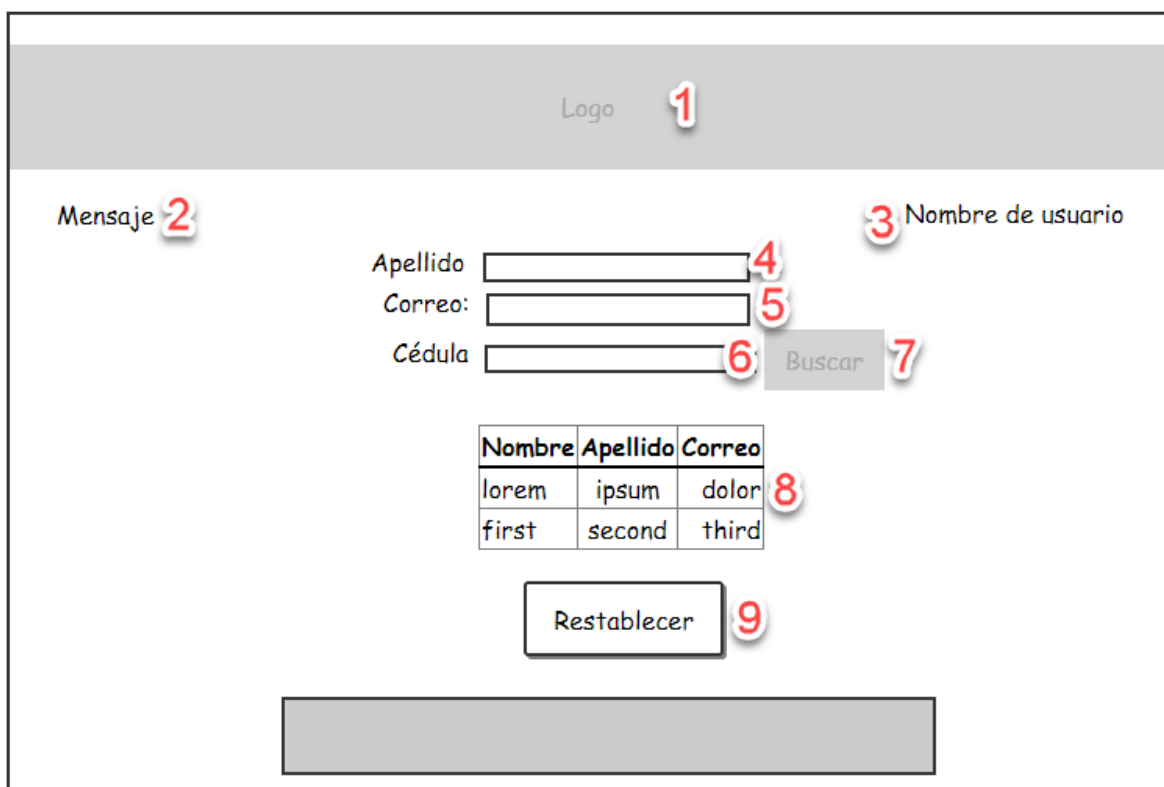 Logo 1
Mensaje 2
3 Nombre de usuario
Apellido 4
Correo: 5
Cédula 6 Buscar 7
Nombre Apellido Correo
lorem ipsum dolor 8
first second third
Restablecer 9